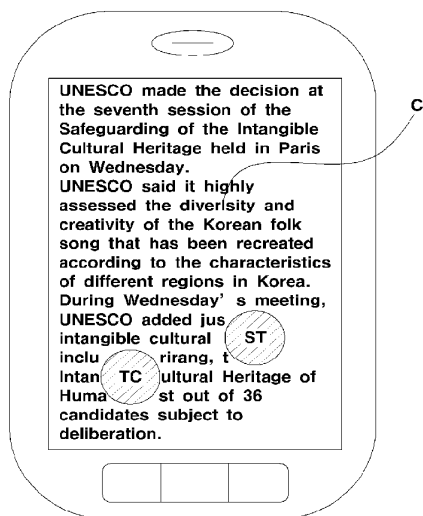 UNESCO made the decision at
the seventh session of the
Safeguarding of the Intangible
Cultural Heritage held in Paris
on Wednesday.
UNESCO said it highly
assessed the diversity and
creativity of the Korean folk
song that has been recreated
according to the characteristics
of different regions in Korea.
During Wednesday' s meeting,
UNESCO added jus
intangible cultural ST
inclu rirang, t
Intan TC ultural Heritage of
Huma st out of 36
candidates subject to
deliberation.
C